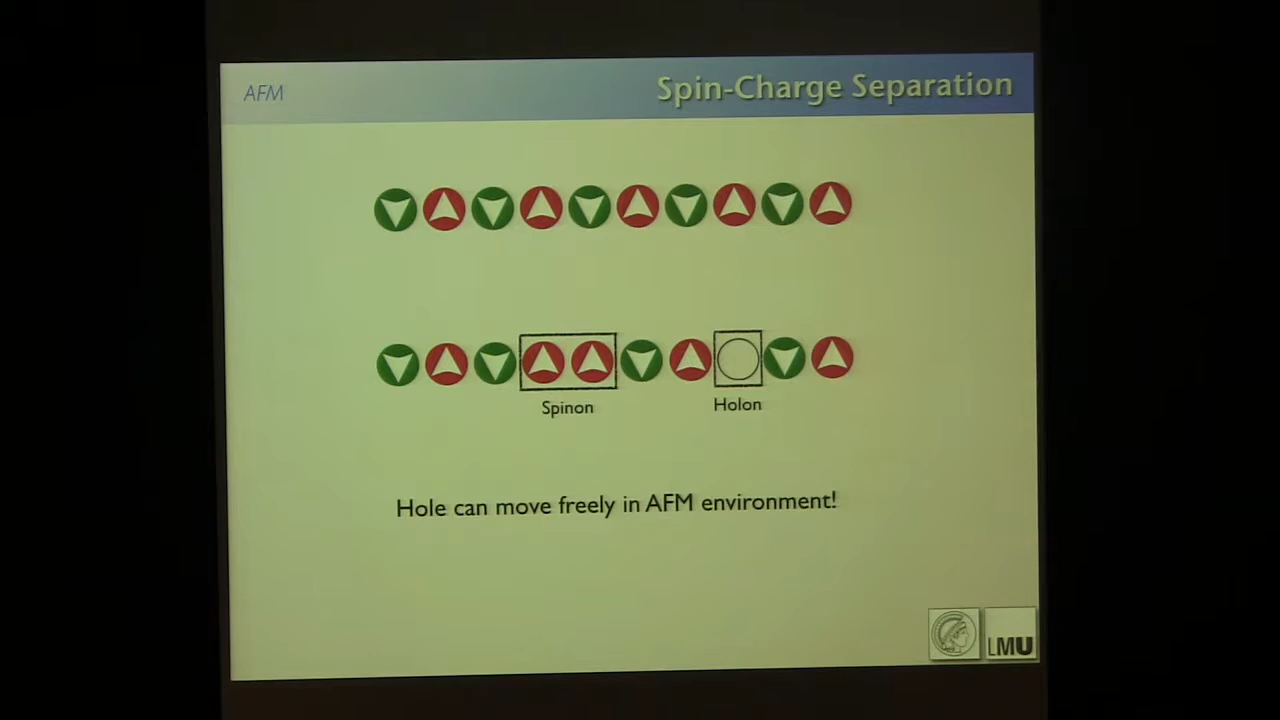 AFM
Spin-Charge Separation
Spinon
Holon
Hole can move freely in AFM environment!
LMU